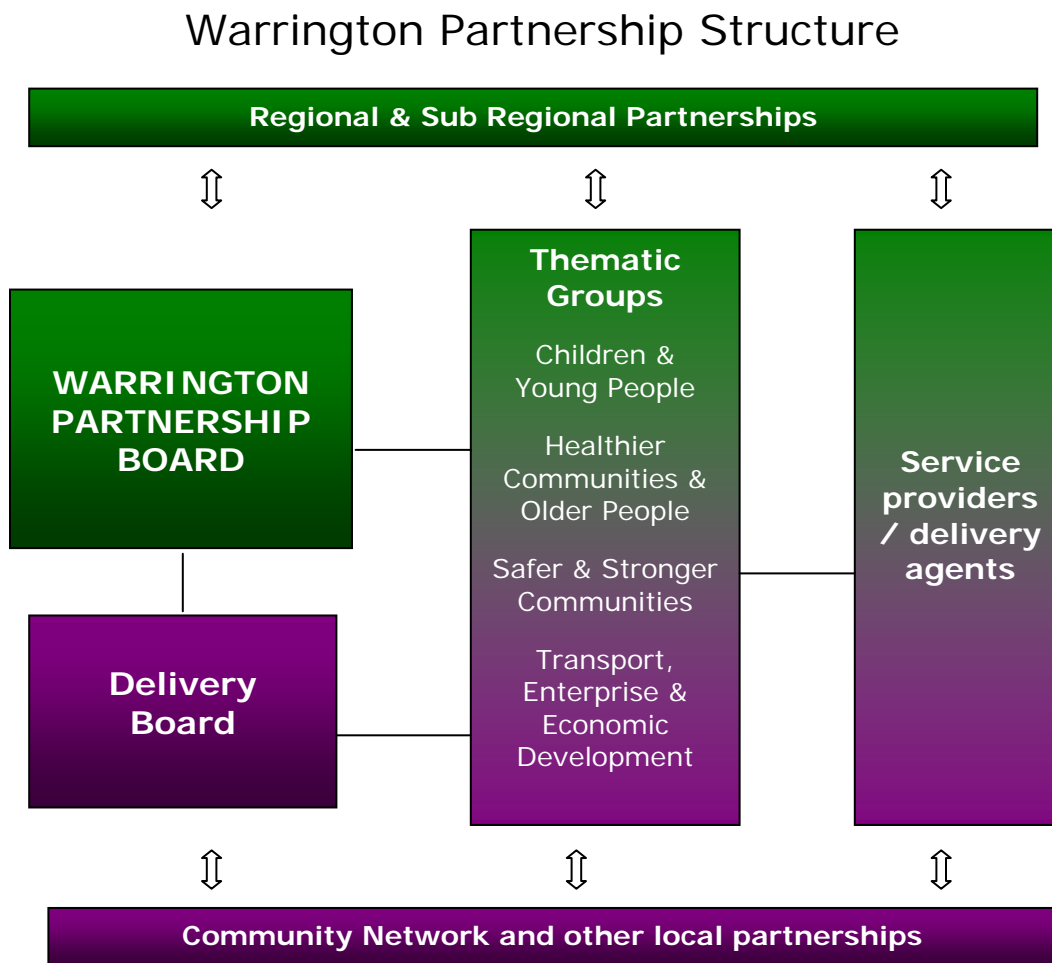 Warrington Partnership Structure
Regional & Sub Regional Partnerships
WARRINGTON
PARTNERSHIP
BOARD
Delivery
Board
Thematic
Groups
Children &
Young People
Healthier
Communities &
Older People
Safer & Stronger
Communities
Transport,
Enterprise &
Economic
Development
Service
providers
/ delivery
agents
Community Network and other local partnerships